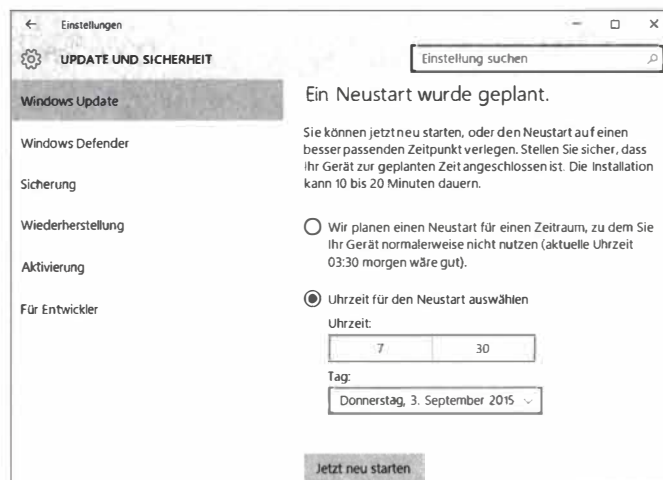 Einstellungen
UPDATE UND SICHERHEIT
Einstellung suchen
Windows Update
Windows Defender
Sicherung
Wiederherstellung
Aktivierung
Für Entwickler
Ein Neustart wurde geplant.
Sie können jetzt neu starten, oder den Neustart auf einen
besser passenden Zeitpunkt verlegen. Stellen Sie sicher, dass
Ihr Gerät zur geplanten Zeit angeschlossen ist. Die Installation
kann 10 bis 20 Minuten dauern.
Wir planen einen Neustart für einen Zeitraum, zu dem Sie
Ihr Gerät normalerweise nicht nutzen (aktuelle Uhrzeit
03:30 morgen wäre gut).
Uhrzeit für den Neustart auswählen
Uhrzeit:
7 30
Tag:
Donnerstag, 3. September 2015
Jetzt neu starten